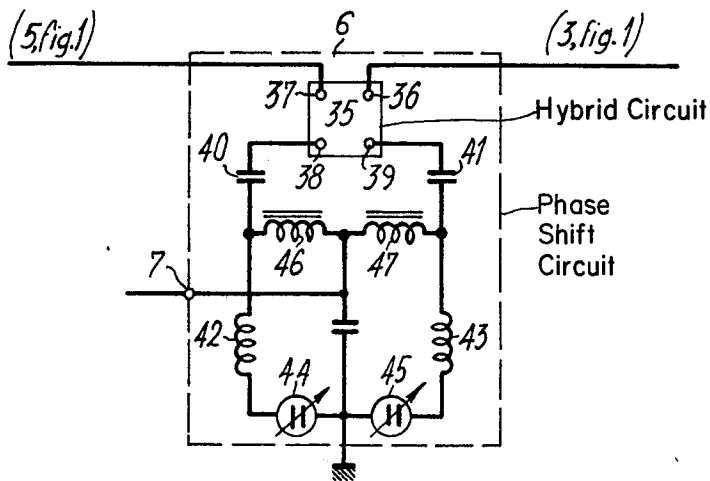 (5,fig.1)
6
(3,fig.1)
37
35
36
Hybrid Circuit
40
38
39
41
46
47
Phase
Shift
Circuit
7
42
43
44
45